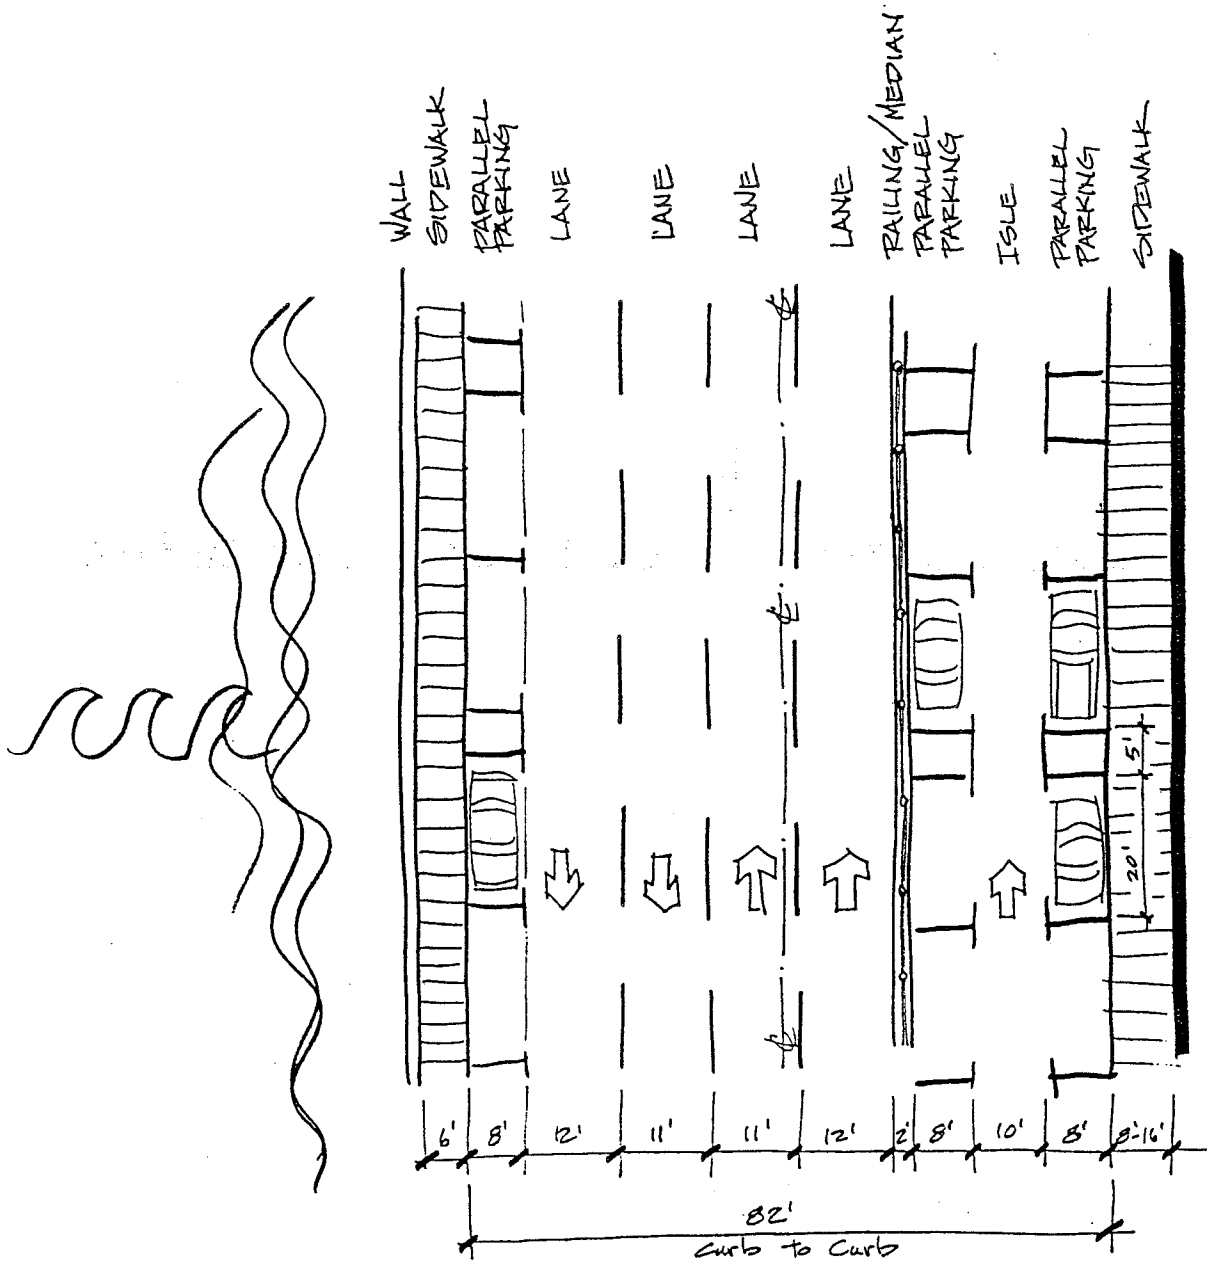 WALL
SIDEWALK
PARALLEL
PARKING
LANE
LANE
LANE
LANE
RAILING/MEDIAN
PARALLEL
PARKING
ISLE
PARALLEL
PARKING
SIDEWALK
℄
℄
℄
5'
20'
6'
8'
12'
11'
11'
12'
2'
8'
10'
8'
8'-16'
82'
Curb to Curb